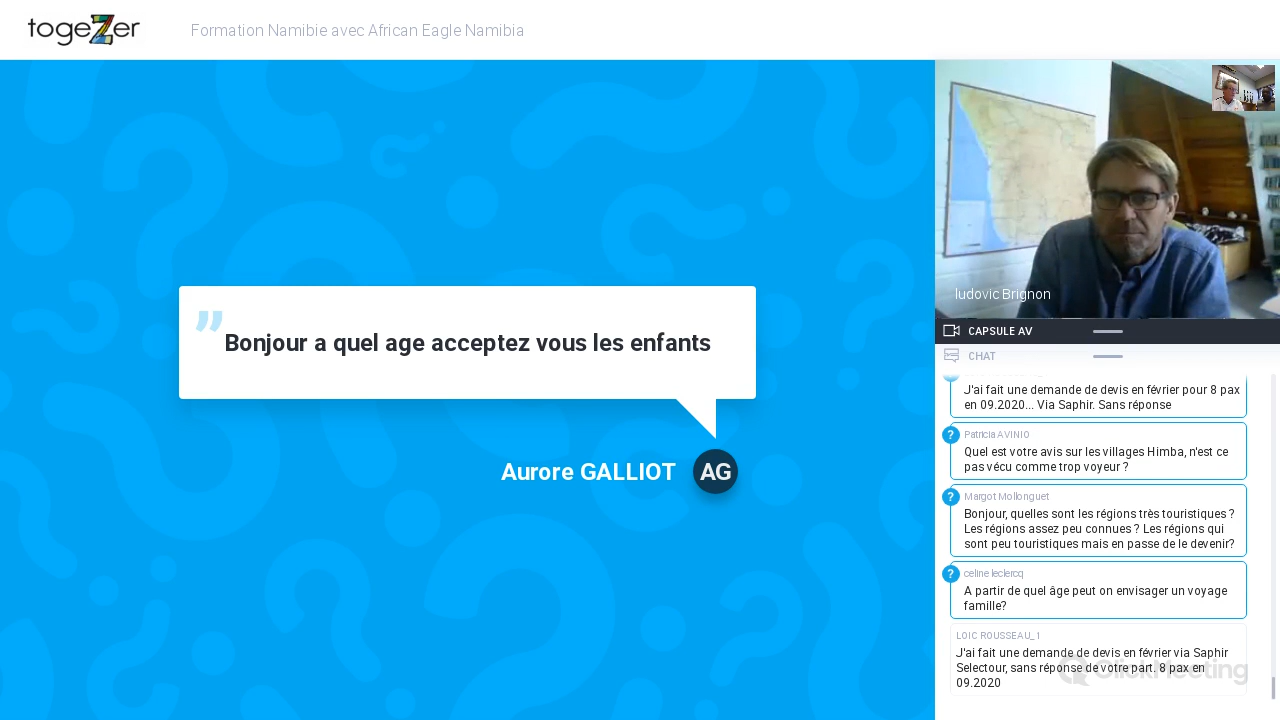 togeZer
Formation Namibie avec African Eagle Namibia
”
Bonjour a quel age acceptez vous les enfants
Aurore GALLIOT AG
ludovic Brignon
CAPSULE AV
CHAT
J'ai fait une demande de devis en février pour 8 pax
en 09.2020... Via Saphir. Sans réponse
? Patricia AVINIO
Quel est votre avis sur les villages Himba, n'est ce
pas vécu comme trop voyeur ?
? Margot Mollonguet
Bonjour, quelles sont les régions très touristiques ?
Les régions assez peu connues ? Les régions qui
sont peu touristiques mais en passe de le devenir?
? celine leclercq
A partir de quel âge peut on envisager un voyage
famille?
LOIC ROUSSEAU_1
J'ai fait une demande de devis en février via Saphir
Selectour, sans réponse de votre part. 8 pax en
09.2020
ClickMeeting